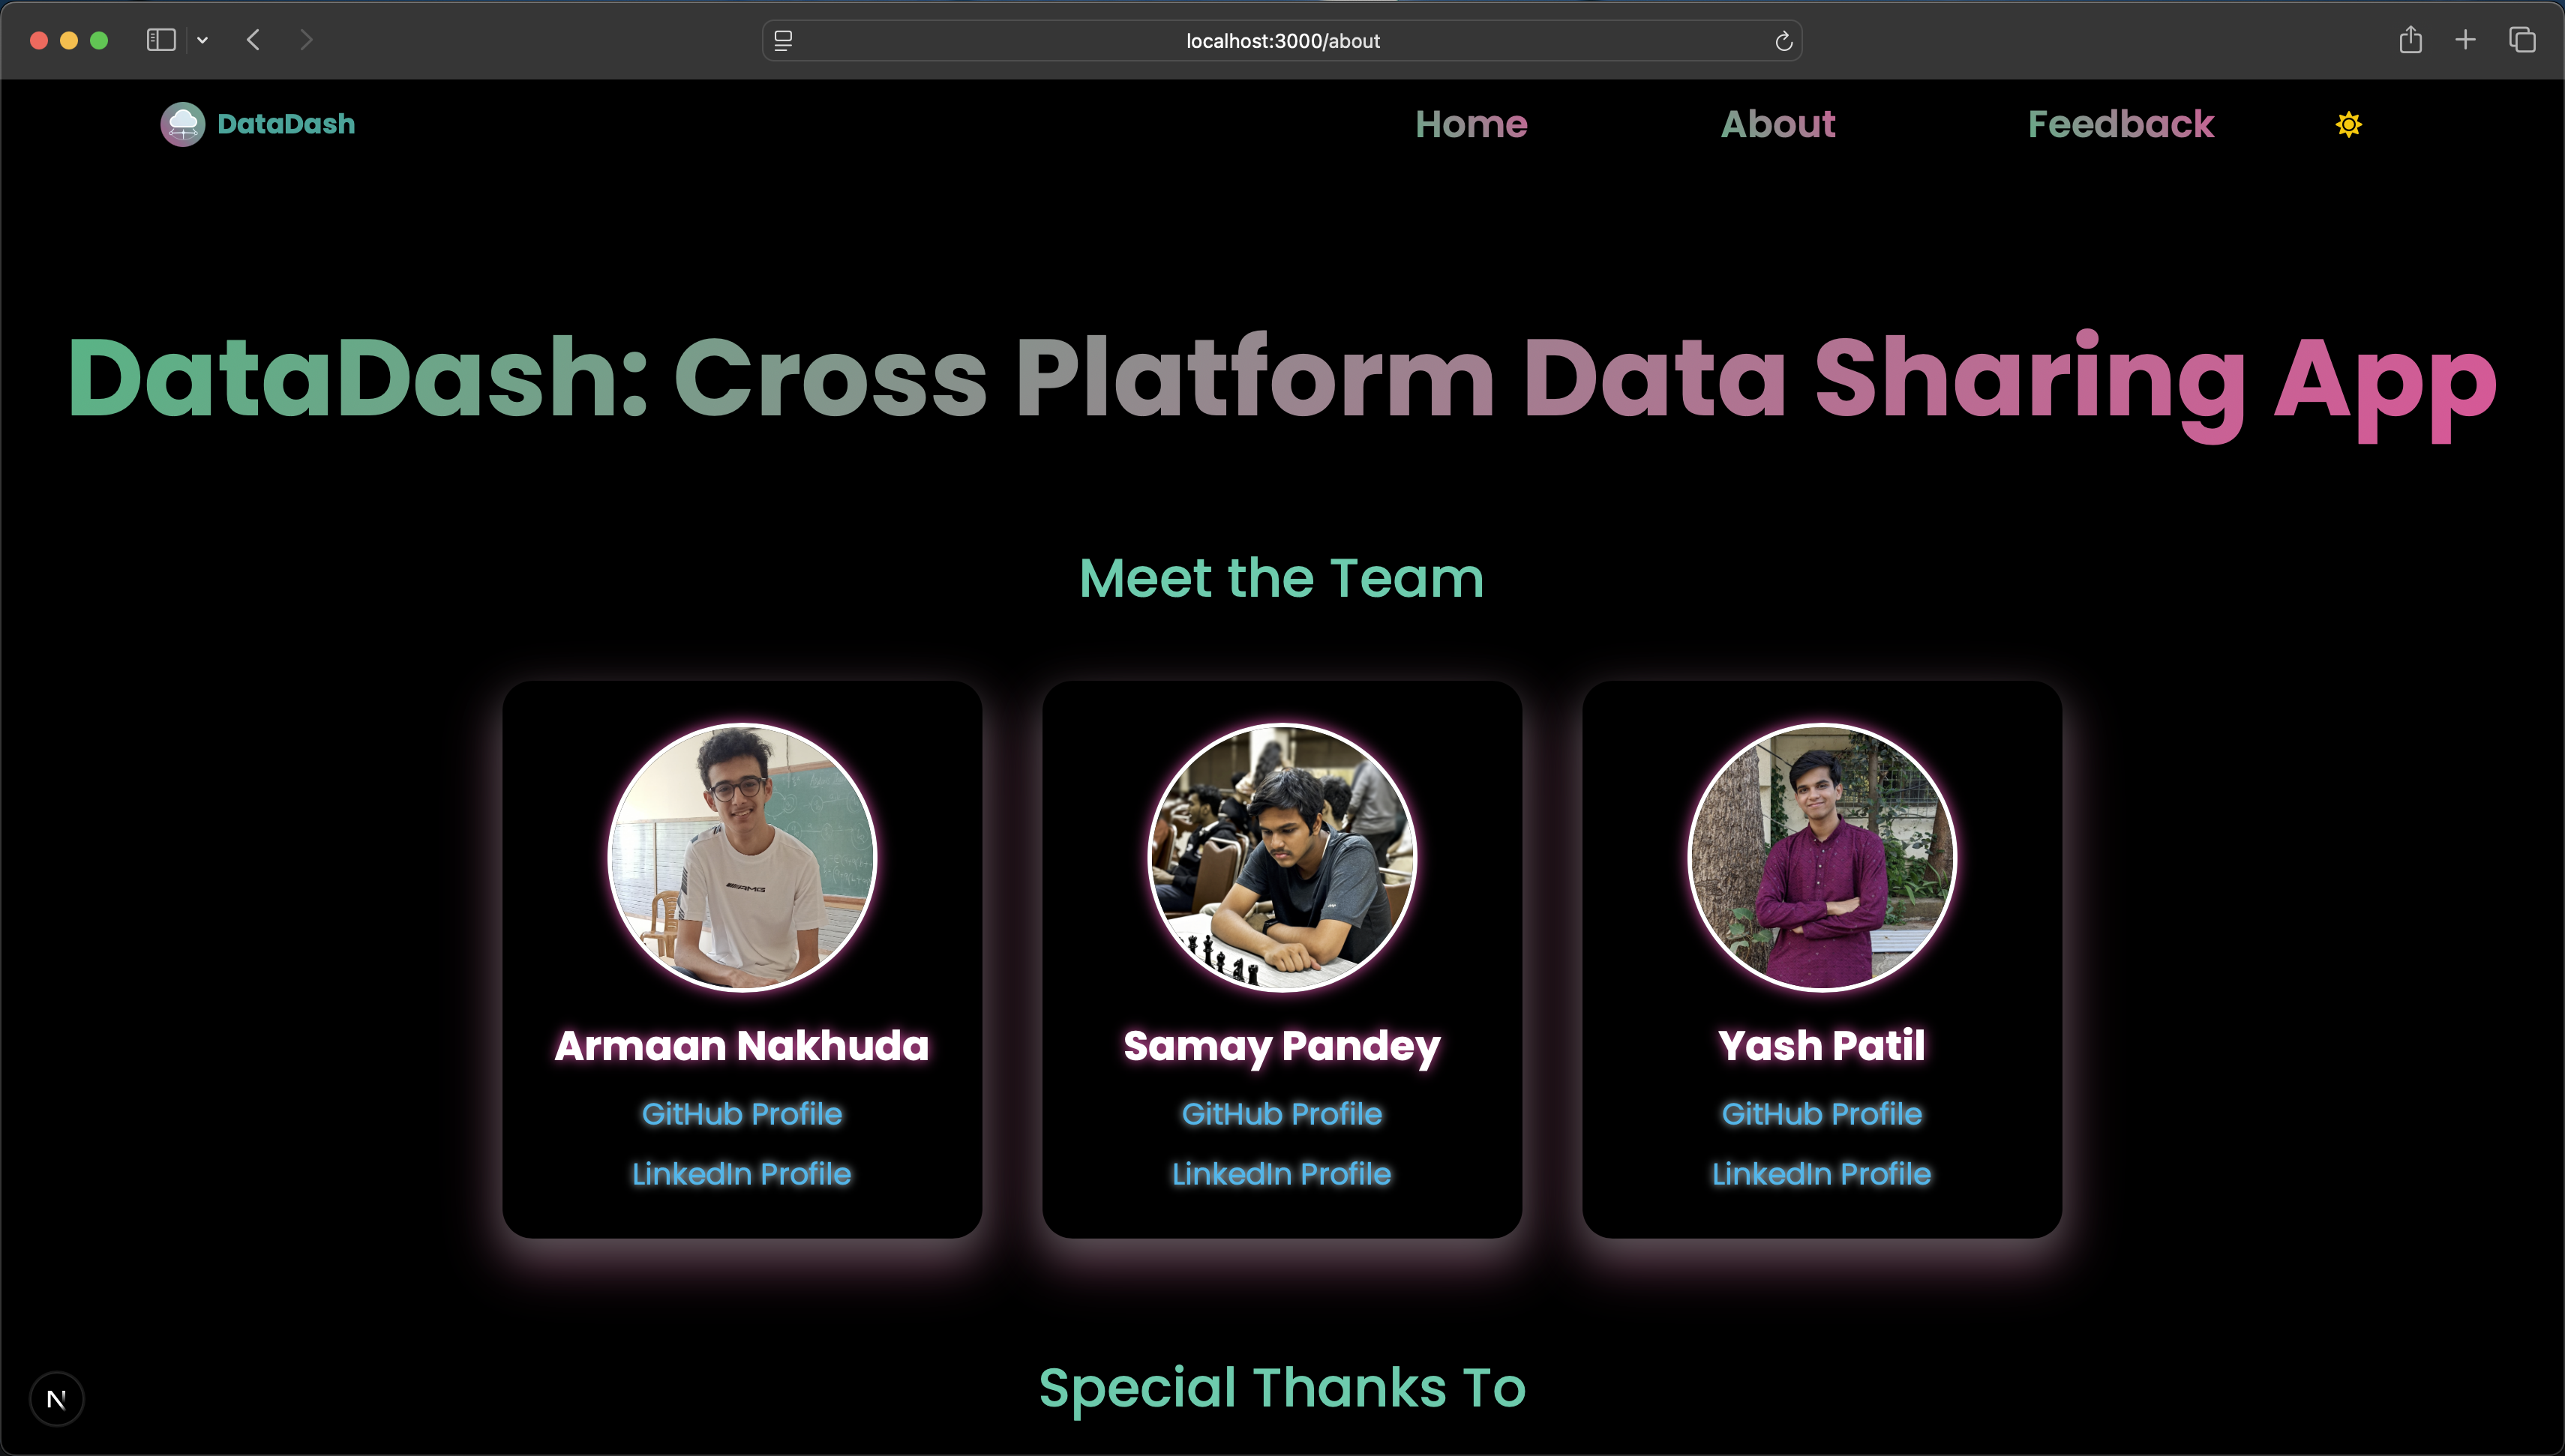 localhost:3000/about
DataDash
Home
About
Feedback
DataDash: Cross Platform Data Sharing App
Meet the Team
AMG
Armaan Nakhuda
GitHub Profile
LinkedIn Profile
Samay Pandey
GitHub Profile
LinkedIn Profile
Yash Patil
GitHub Profile
LinkedIn Profile
Special Thanks To
N